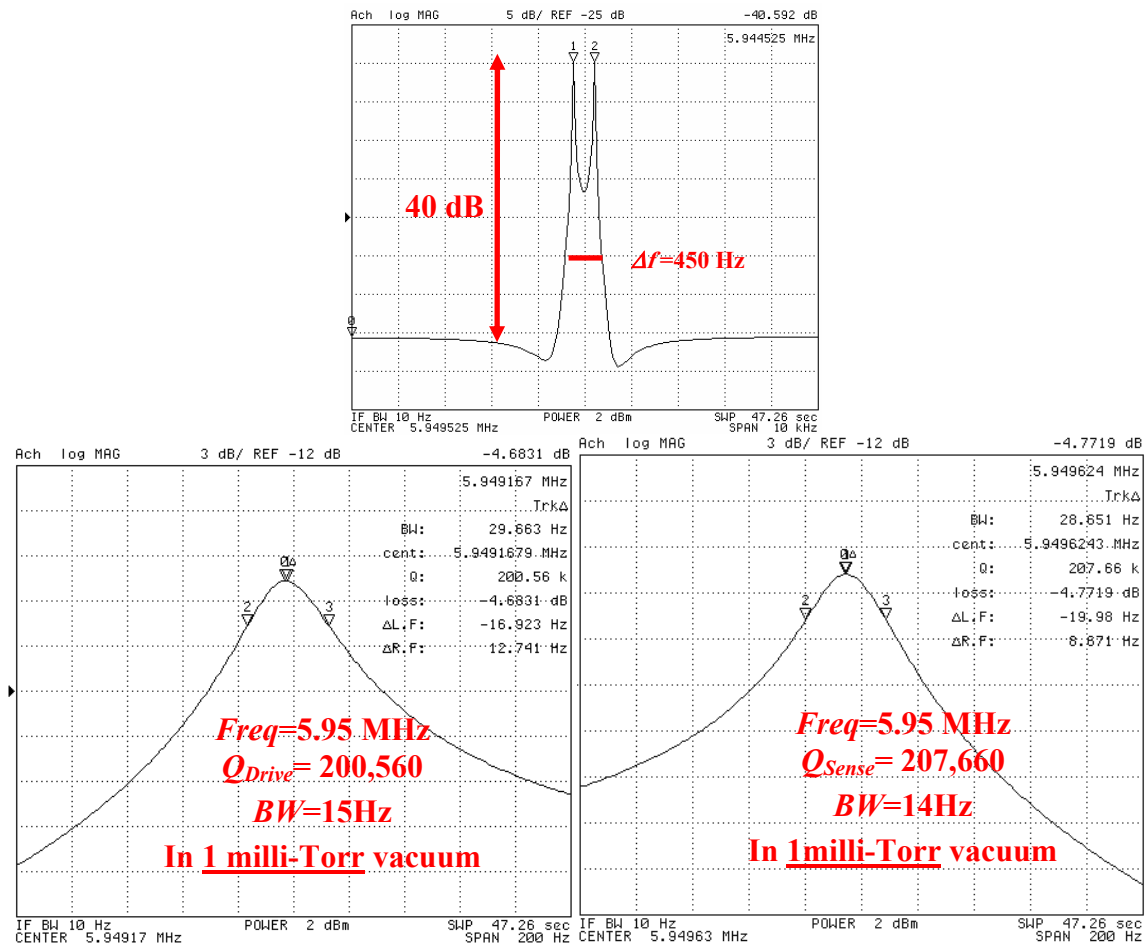 Ach log MAG 5 dB/ REF -25 dB -40.592 dB
5.944525 MHz
1 2
40 dB
Δf=450 Hz
0
IF BW 10 Hz POWER 2 dBm SWP 47.26 sec
CENTER 5.949525 MHz SPAN 10 kHz
Ach log MAG 3 dB/ REF -12 dB -4.6831 dB
5.949167 MHz
TrkΔ
BW: 29.663 Hz
cent: 5.9491679 MHz
Q: 200.56 k
loss: -4.6831 dB
ΔL.F: -16.923 Hz
ΔR.F: 12.741 Hz
2 3
Freq=5.95 MHz
QDrive= 200,560
BW=15Hz
In 1 milli-Torr vacuum
IF BW 10 Hz POWER 2 dBm SWP 47.26 sec
CENTER 5.94917 MHz SPAN 200 Hz
Ach log MAG 3 dB/ REF -12 dB -4.7719 dB
5.949624 MHz
TrkΔ
BW: 28.651 Hz
cent: 5.9496243 MHz
Q: 207.66 k
loss: -4.7719 dB
ΔL.F: -19.98 Hz
ΔR.F: 8.671 Hz
2 3
Freq=5.95 MHz
QSense= 207,660
BW=14Hz
In 1milli-Torr vacuum
IF BW 10 Hz POWER 2 dBm SWP 47.26 sec
CENTER 5.94963 MHz SPAN 200 Hz